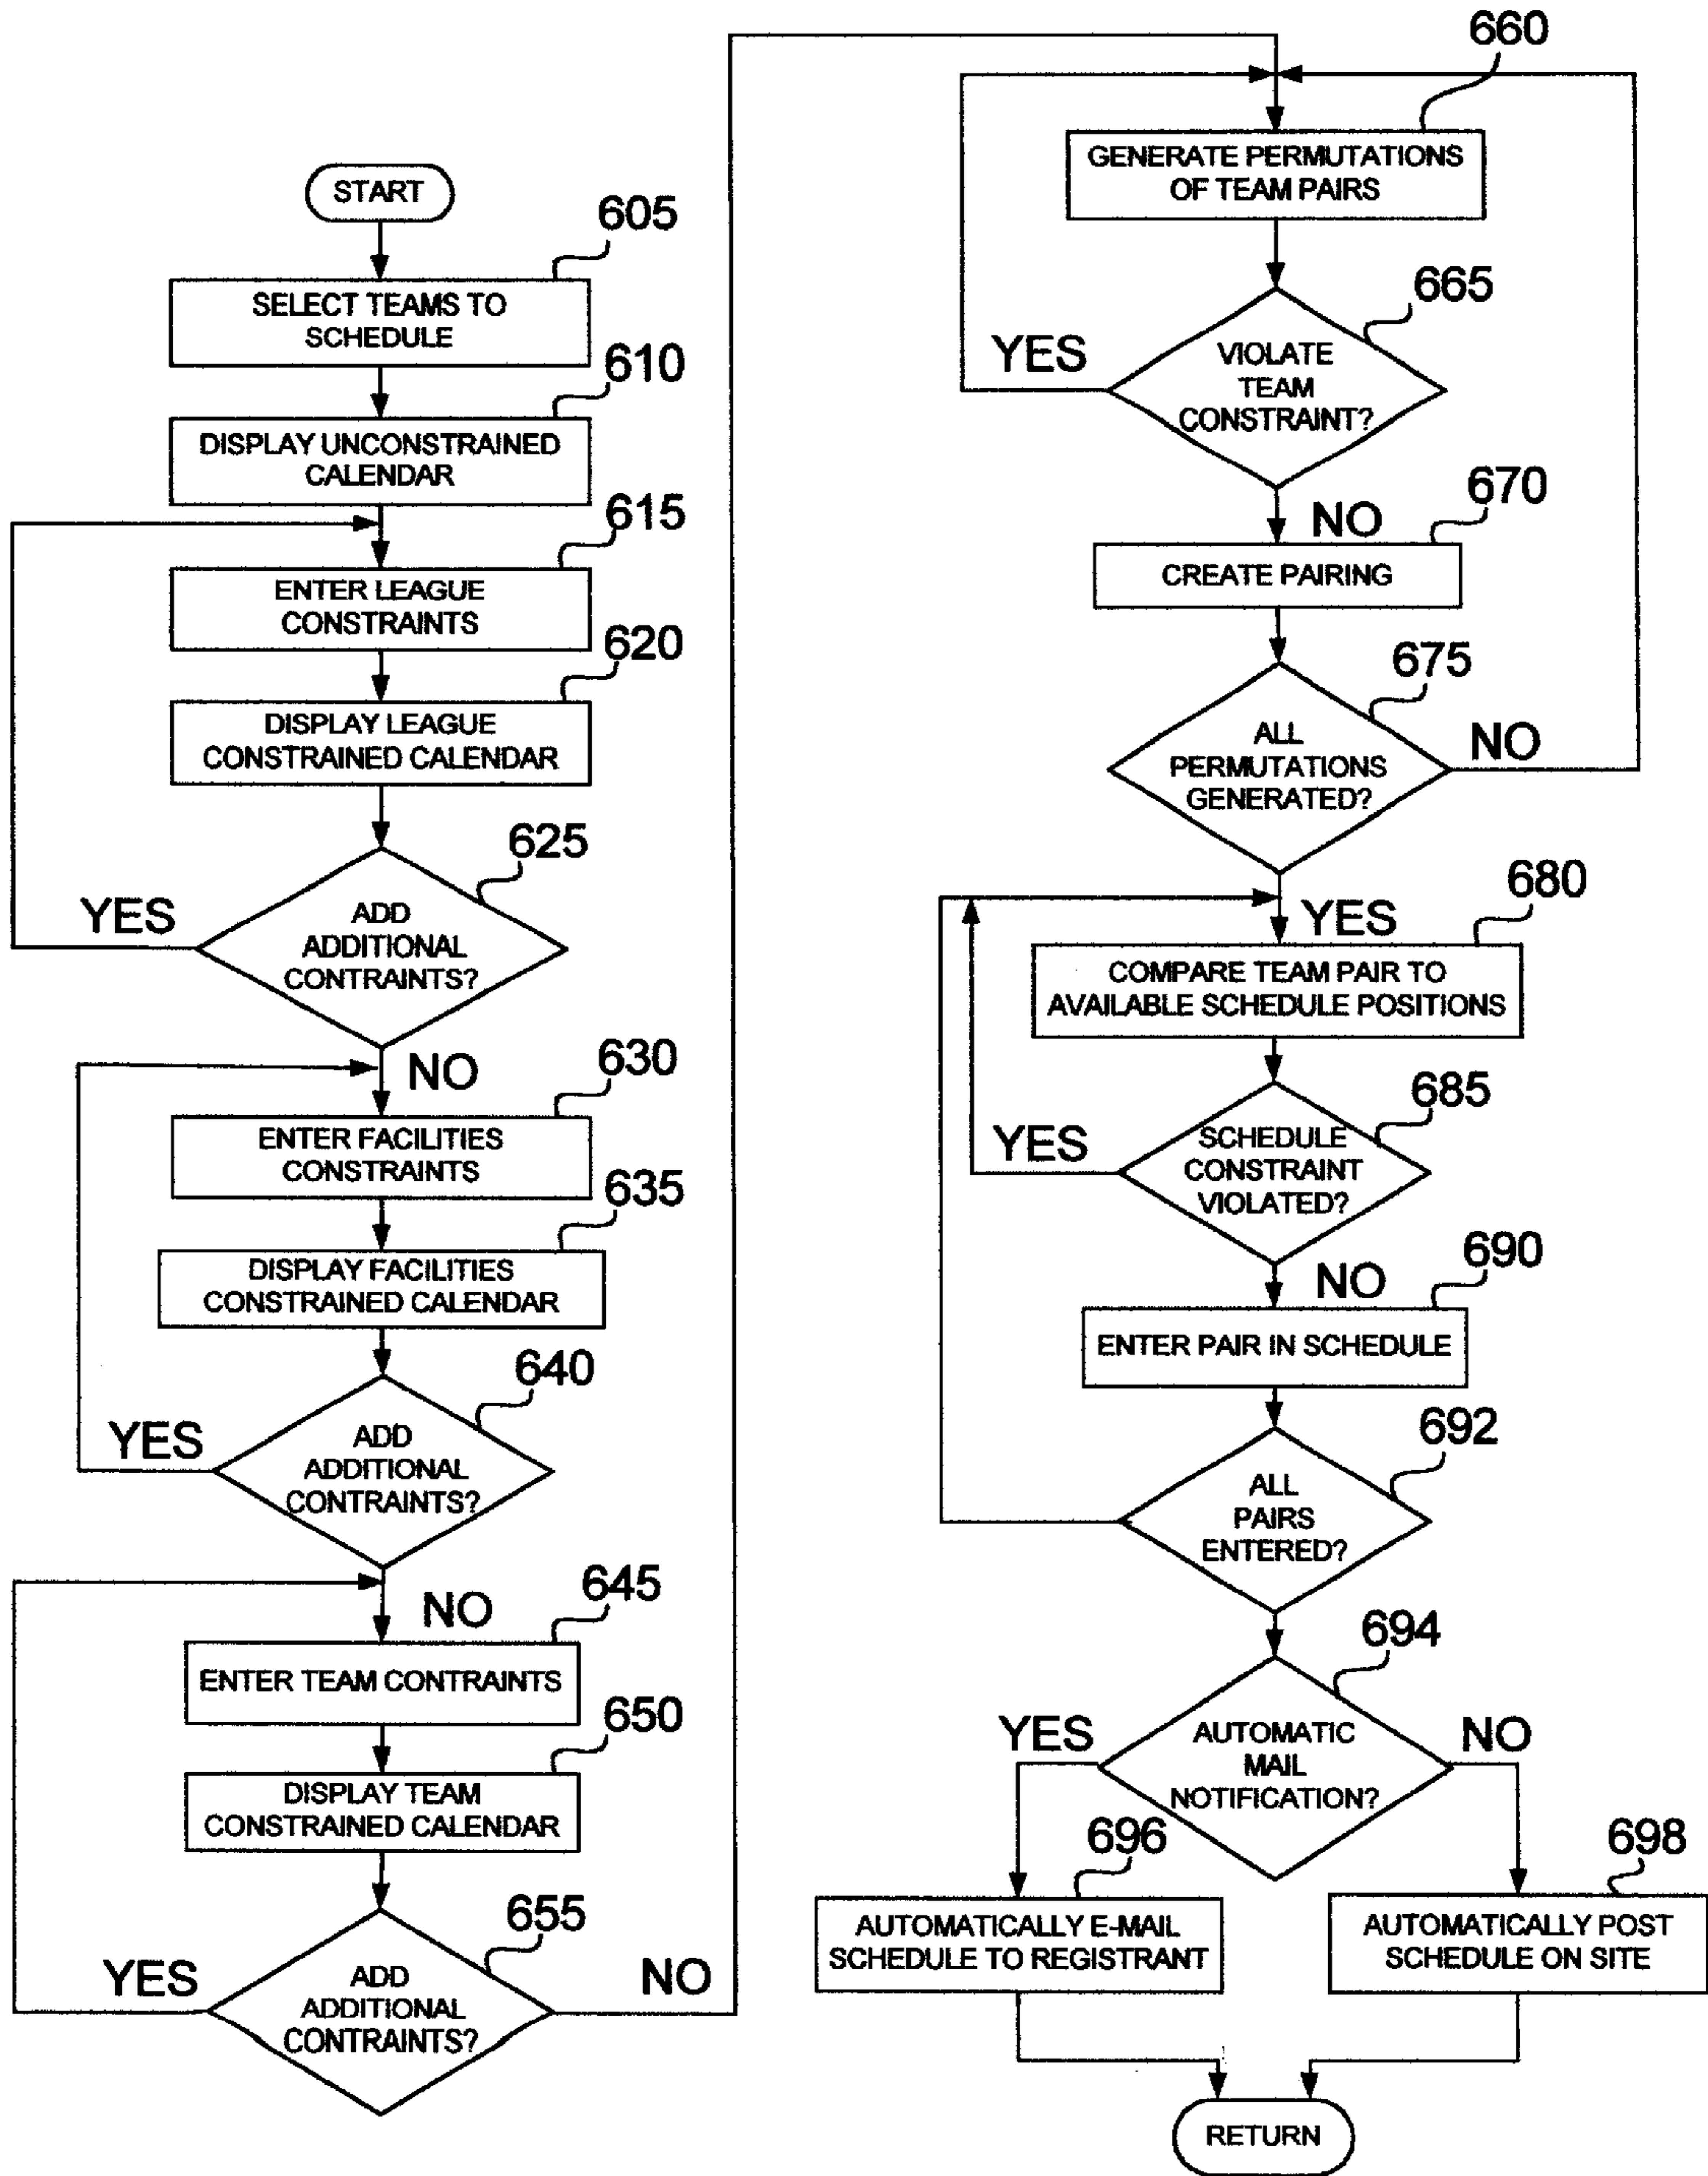 START
605
SELECT TEAMS TO
SCHEDULE
610
DISPLAY UNCONSTRAINED
CALENDAR
615
ENTER LEAGUE
CONSTRAINTS
620
DISPLAY LEAGUE
CONSTRAINED CALENDAR
625
YES
ADD
ADDITIONAL
CONTRAINTS?
NO
630
ENTER FACILITIES
CONSTRAINTS
635
DISPLAY FACILITIES
CONSTRAINED CALENDAR
640
YES
ADD
ADDITIONAL
CONTRAINTS?
NO
645
ENTER TEAM CONTRAINTS
650
DISPLAY TEAM
CONSTRAINED CALENDAR
655
YES
ADD
ADDITIONAL
CONTRAINTS?
NO
660
GENERATE PERMUTATIONS
OF TEAM PAIRS
665
YES
VIOLATE
TEAM
CONSTRAINT?
NO
670
CREATE PAIRING
675
ALL
PERMUTATIONS
GENERATED?
NO
YES
680
COMPARE TEAM PAIR TO
AVAILABLE SCHEDULE POSITIONS
685
YES
SCHEDULE
CONSTRAINT
VIOLATED?
NO
690
ENTER PAIR IN SCHEDULE
692
ALL
PAIRS
ENTERED?
694
YES
AUTOMATIC
MAIL
NOTIFICATION?
NO
696
AUTOMATICALLY E-MAIL
SCHEDULE TO REGISTRANT
698
AUTOMATICALLY POST
SCHEDULE ON SITE
RETURN